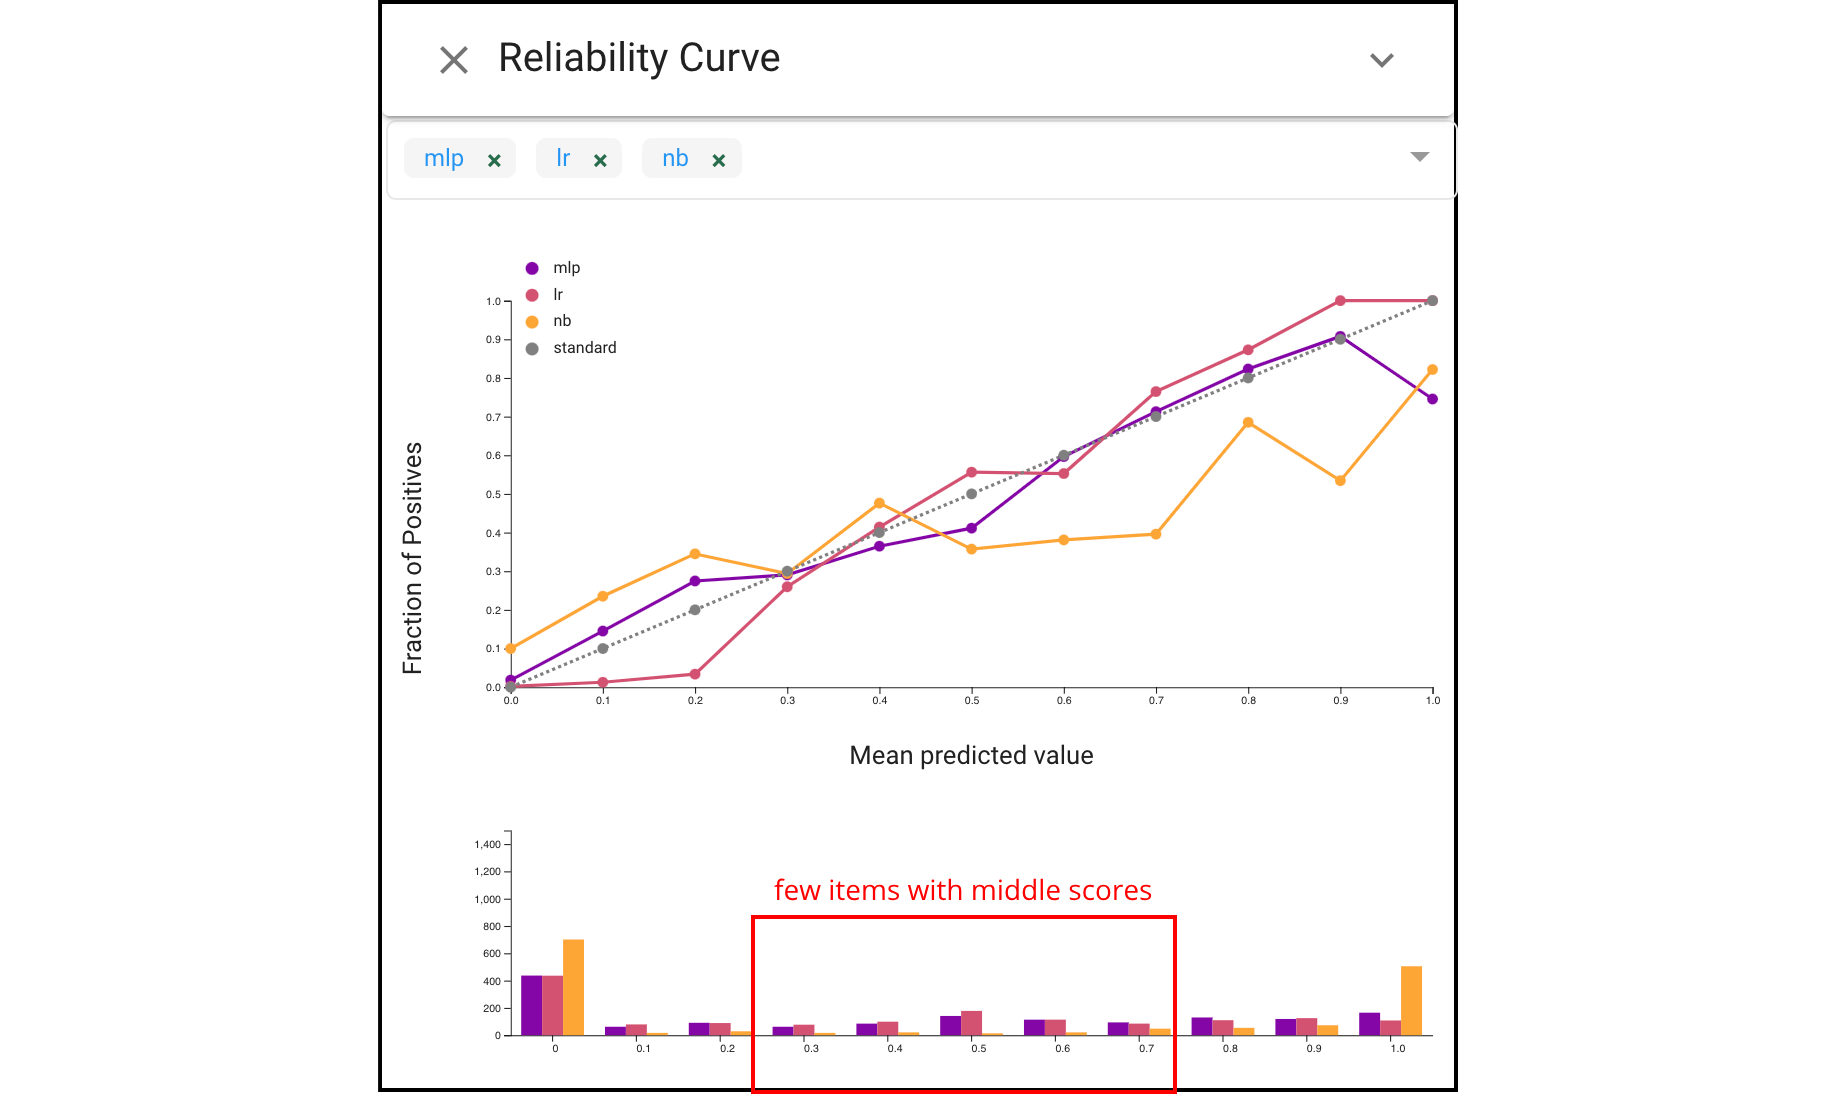 Reliability Curve
mlp × lr × nb ×
mlp
lr
nb
standard
1.0
0.9
0.8
0.7
0.6
0.5
0.4
0.3
0.2
0.1
0.0
Fraction of Positives
0.0 0.1 0.2 0.3 0.4 0.5 0.6 0.7 0.8 0.9 1.0
Mean predicted value
1,400
1,200
1,000
800
600
400
200
0
few items with middle scores
0 0.1 0.2 0.3 0.4 0.5 0.6 0.7 0.8 0.9 1.0